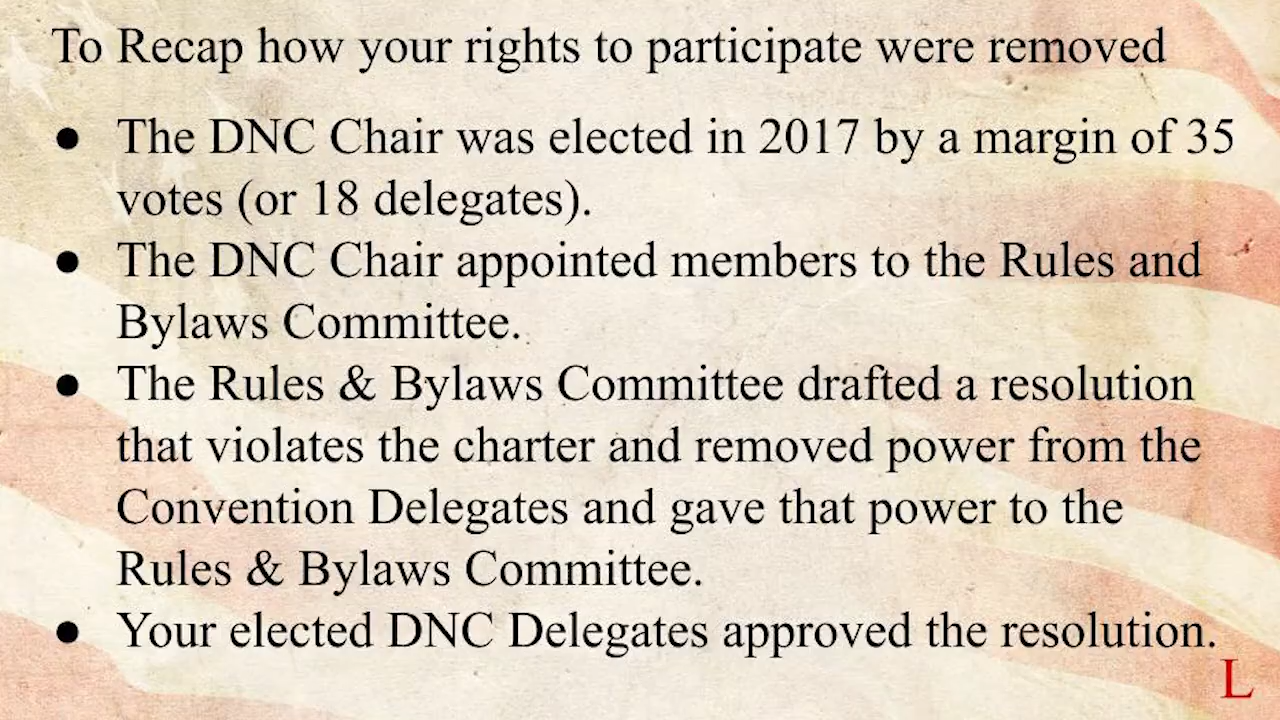 To Recap how your rights to participate were removed
● The DNC Chair was elected in 2017 by a margin of 35
votes (or 18 delegates).
● The DNC Chair appointed members to the Rules and
Bylaws Committee.
● The Rules & Bylaws Committee drafted a resolution
that violates the charter and removed power from the
Convention Delegates and gave that power to the
Rules & Bylaws Committee.
● Your elected DNC Delegates approved the resolution.
L